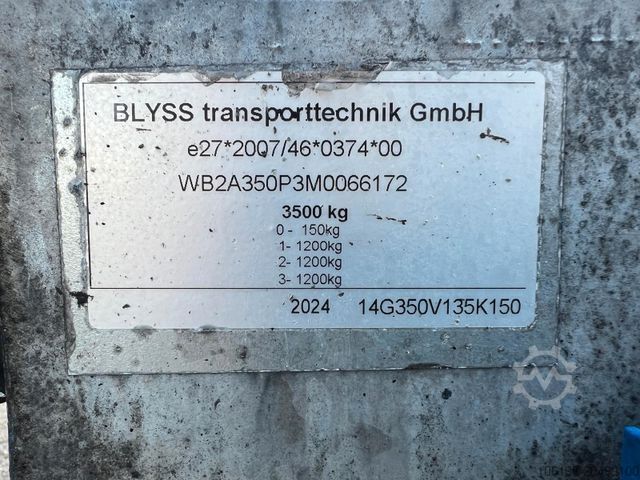 BLYSS transporttechnik GmbH
e27*2007/46*0374*00
WB2A350P3M0066172
3500 kg
0 - 150kg
1- 1200kg
2- 1200kg
3- 1200kg
2024 14G350V135K150